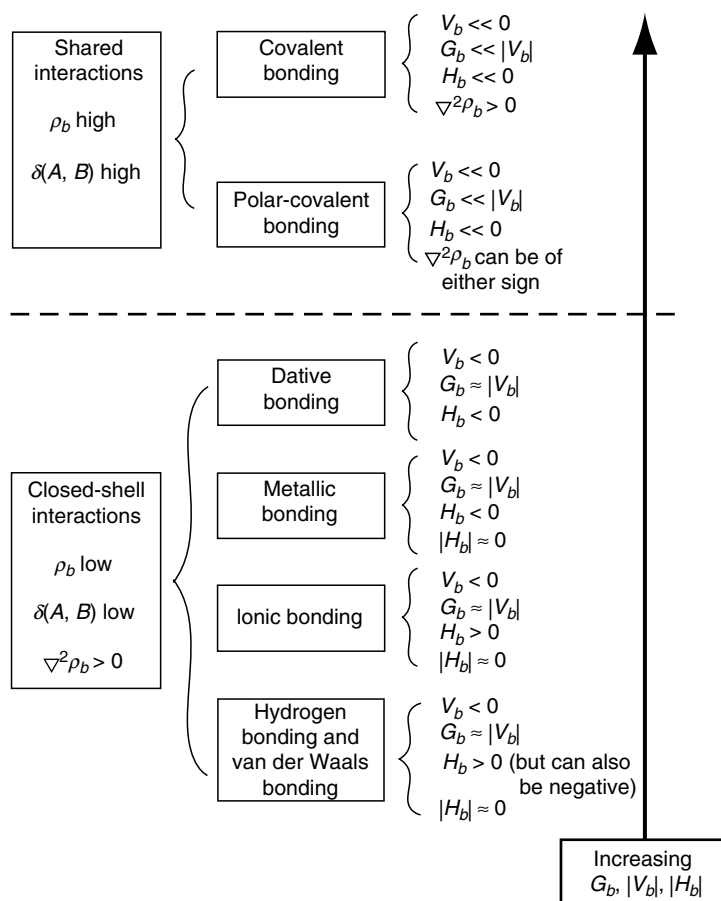 Shared
interactions
ρb high
δ(A, B) high
Covalent
bonding
Vb << 0
Gb << |Vb|
Hb << 0
▽²ρb > 0
Polar-covalent
bonding
Vb << 0
Gb << |Vb|
Hb << 0
▽²ρb can be of
either sign
Closed-shell
interactions
ρb low
δ(A, B) low
▽²ρb > 0
Dative
bonding
Vb < 0
Gb ≈ |Vb|
Hb < 0
Metallic
bonding
Vb < 0
Gb ≈ |Vb|
Hb < 0
|Hb| ≈ 0
Ionic bonding
Vb < 0
Gb ≈ |Vb|
Hb > 0
|Hb| ≈ 0
Hydrogen
bonding and
van der Waals
bonding
Vb < 0
Gb ≈ |Vb|
Hb > 0 (but can also
be negative)
|Hb| ≈ 0
Increasing
Gb, |Vb|, |Hb|